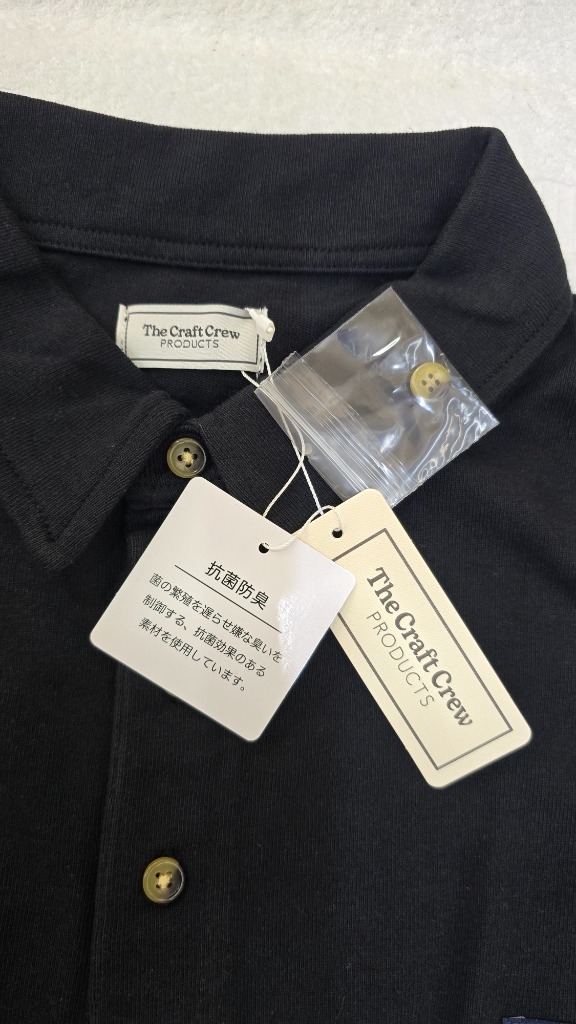 The Craft Crew
PRODUCTS
抗菌防臭
菌の繁殖を遅らせ嫌な臭いを
制御する、抗菌効果のある
素材を使用しています。
The Craft Crew
PRODUCTS